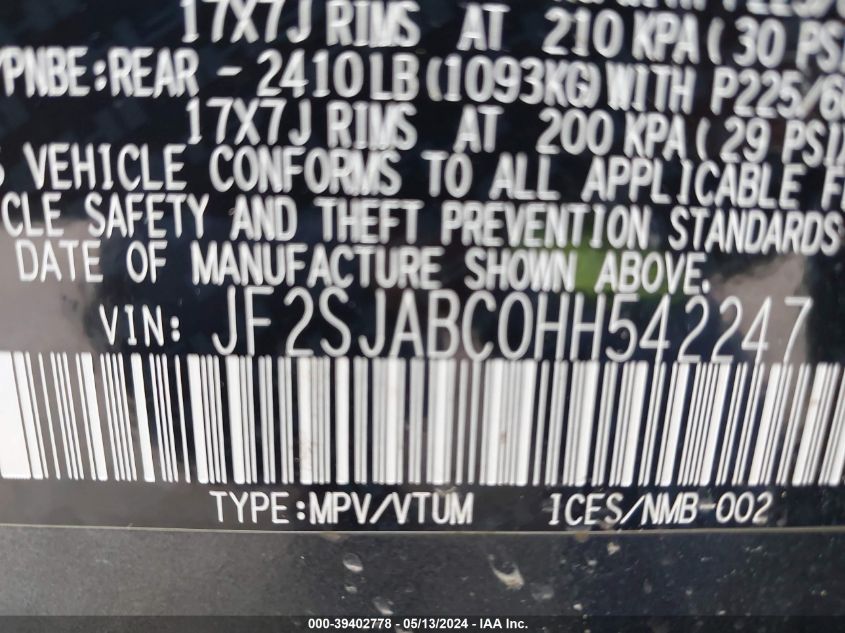 17X7J RIMS AT 210 KPA(30 PSI
PNBE:REAR - 2410LB(1093KG)WITH P225/60
17X7J RIMS AT 200 KPA(29 PSI)
VEHICLE CONFORMS TO ALL APPLICABLE F
CLE SAFETY AND THEFT PREVENTION STANDARDS
DATE OF MANUFACTURE SHOWN ABOVE.
VIN: JF2SJABC0HH542247
TYPE:MPV/VTUM ICES/NMB-002
000-39402778 - 05/13/2024 - IAA Inc.